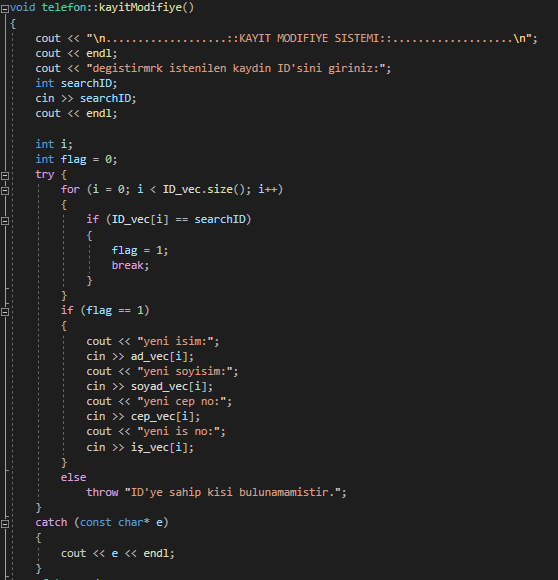 void telefon::kayitModifiye()
{
cout << "\n...................::KAYIT MODIFIYE SISTEMI::...................\n";
cout << endl;
cout << "degistirmrk istenilen kaydin ID'sini giriniz:";
int searchID;
cin >> searchID;
cout << endl;
int i;
int flag = 0;
try {
for (i = 0; i < ID_vec.size(); i++)
{
if (ID_vec[i] == searchID)
{
flag = 1;
break;
}
}
if (flag == 1)
{
cout << "yeni isim:";
cin >> ad_vec[i];
cout << "yeni soyisim:";
cin >> soyad_vec[i];
cout << "yeni cep no:";
cin >> cep_vec[i];
cout << "yeni is no:";
cin >> iş_vec[i];
}
else
throw "ID'ye sahip kisi bulunamamistir.";
}
catch (const char* e)
{
cout << e << endl;
}